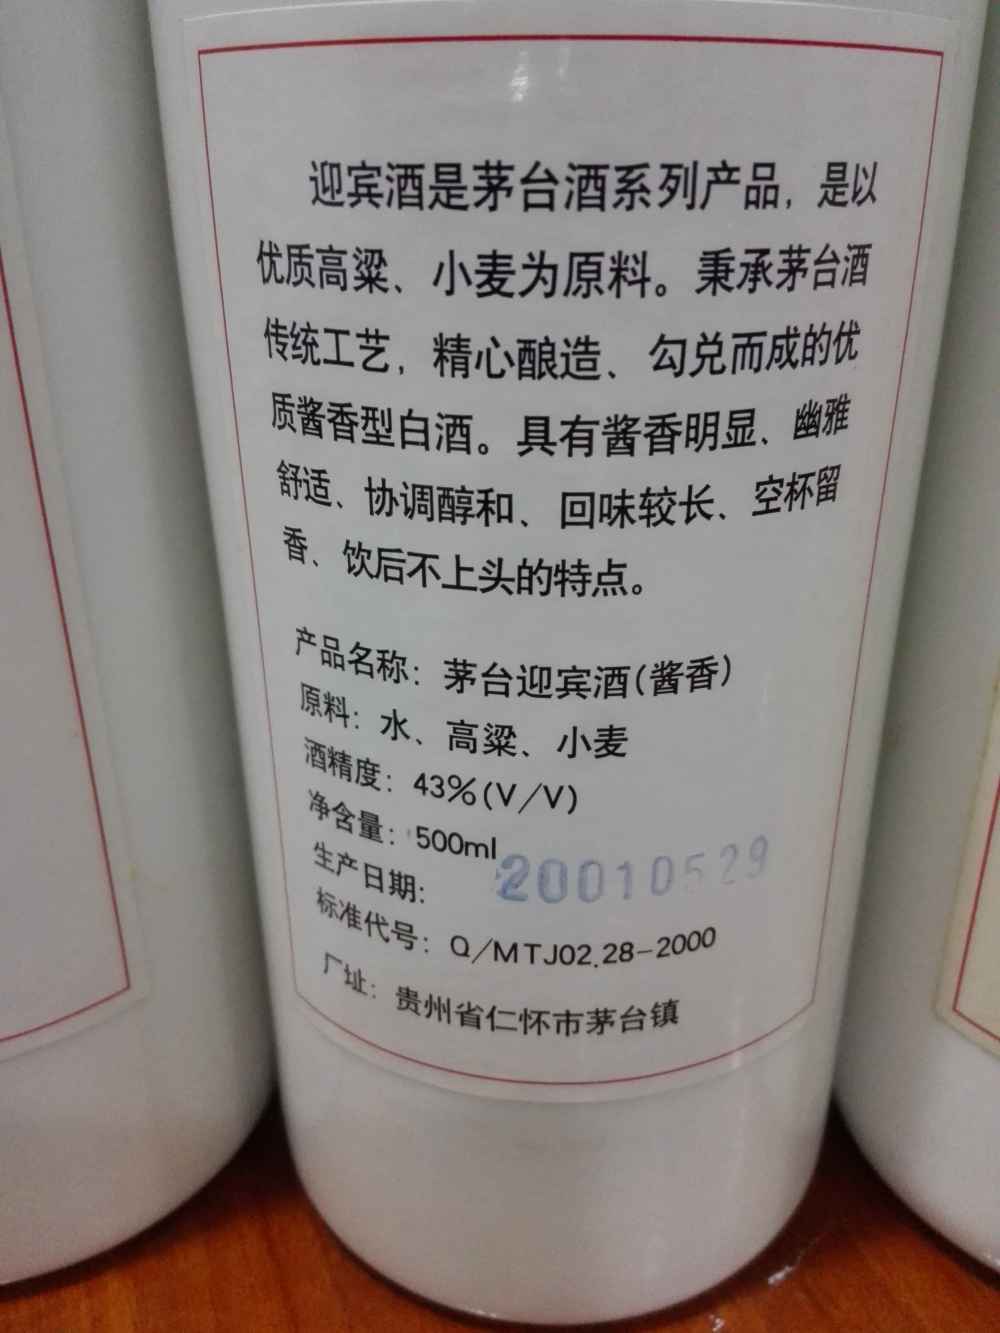 迎宾酒是茅台酒系列产品，是以
优质高粱、小麦为原料。秉承茅台酒
传统工艺，精心酿造、勾兑而成的优
质酱香型白酒。具有酱香明显、幽雅
舒适、协调醇和、回味较长、空杯留
香、饮后不上头的特点。
产品名称：茅台迎宾酒(酱香)
原料：水、高粱、小麦
酒精度：43%(V/V)
净含量：500ml
生产日期：20010529
标准代号：Q/MTJ02.28-2000
厂址：贵州省仁怀市茅台镇